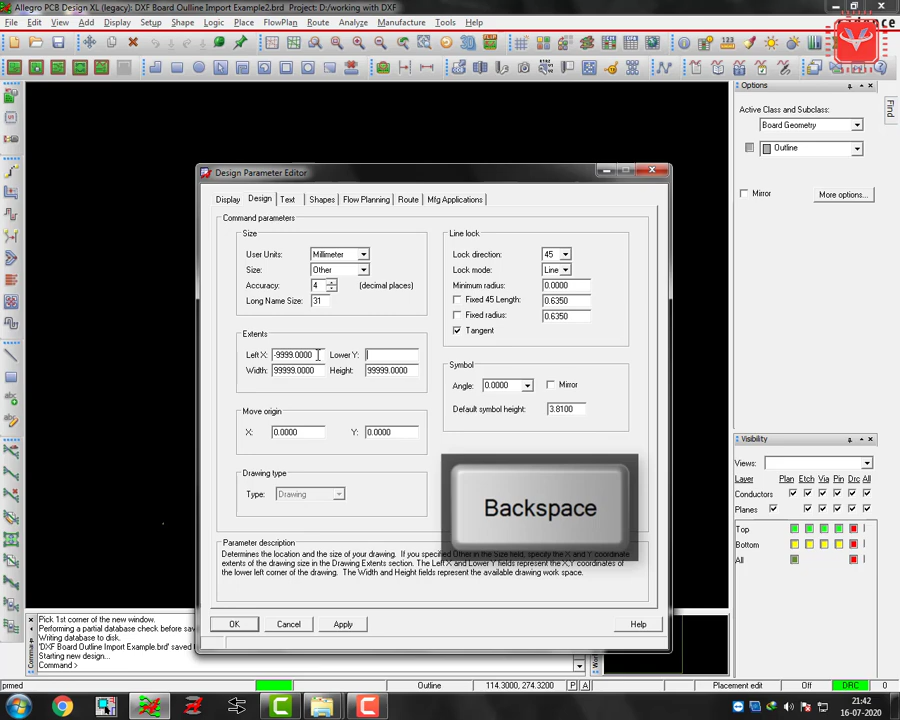 Allegro PCB Design XL (legacy): DXF Board Oulline Import Example2.brd Project: D:/working with DXF
File Edit View Add Display Setup Shape Logic Place FlowPlan Route Analyze Manufacture Tools Help
Options
Active Class and Subclass:
Board Geometry
Outline
Mirror More options...
Find
Design Parameter Editor
Display Design Text Shapes Flow Planning Route Mfg Applications
Command parameters
Size
User Units: Millimeter
Size: Other
Accuracy: 4 (decimal places)
Long Name Size: 31
Line lock
Lock direction: 45
Lock mode: Line
Minimum radius: 0.0000
Fixed 45 Length: 0.6350
Fixed radius: 0.6350
Tangent
Extents
Left X: -9999.0000 Lower Y:
Width: 99999.0000 Height: 99999.0000
Symbol
Angle: 0.0000 Mirror
Default symbol height: 3.8100
Move origin
X: 0.0000 Y: 0.0000
Drawing type
Type: Drawing
Backspace
Parameter description
Determines the location and the size of your drawing. If you specified Other in the Size field, specify the X and Y coordinate
extents of the drawing size in the Drawing Extents section. The Left X and Lower Y fields represent the X,Y coordinates of
the lower left corner of the drawing. The Width and Height fields represent the available drawing work space.
OK Cancel Apply Help
Visibility
Views:
Layer Plan Etch Via Pin Drc All
Conductors
Planes
Top
Bottom
All
Pick 1st corner of the new window.
Performing a partial database check before sav
Writing database to disk.
'DXF Board Outline Import Example.brd' saved
Starting new design...
Command >
prmed Outline 114.3000, 274.3200 P A Placement edit Off DRC
21:42
16-07-2020